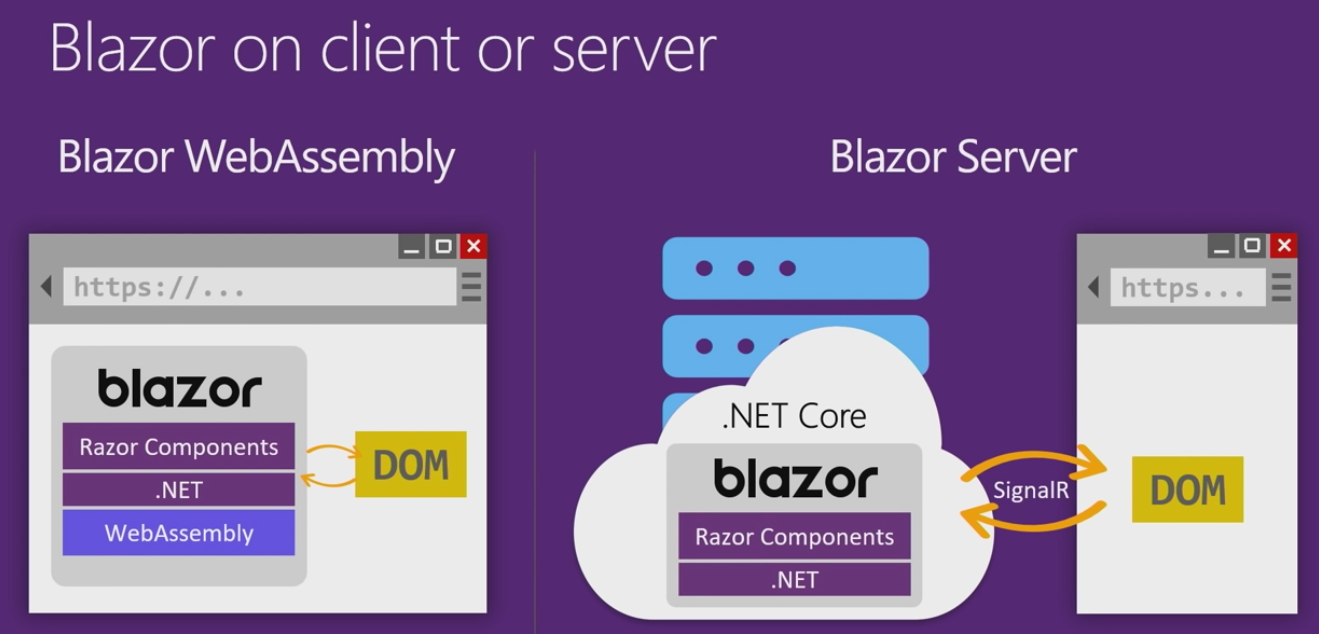 Blazor on client or server
Blazor WebAssembly
https://...
blazor
Razor Components
.NET
WebAssembly
DOM
Blazor Server
.NET Core
blazor
Razor Components
.NET
SignalR
https...
DOM